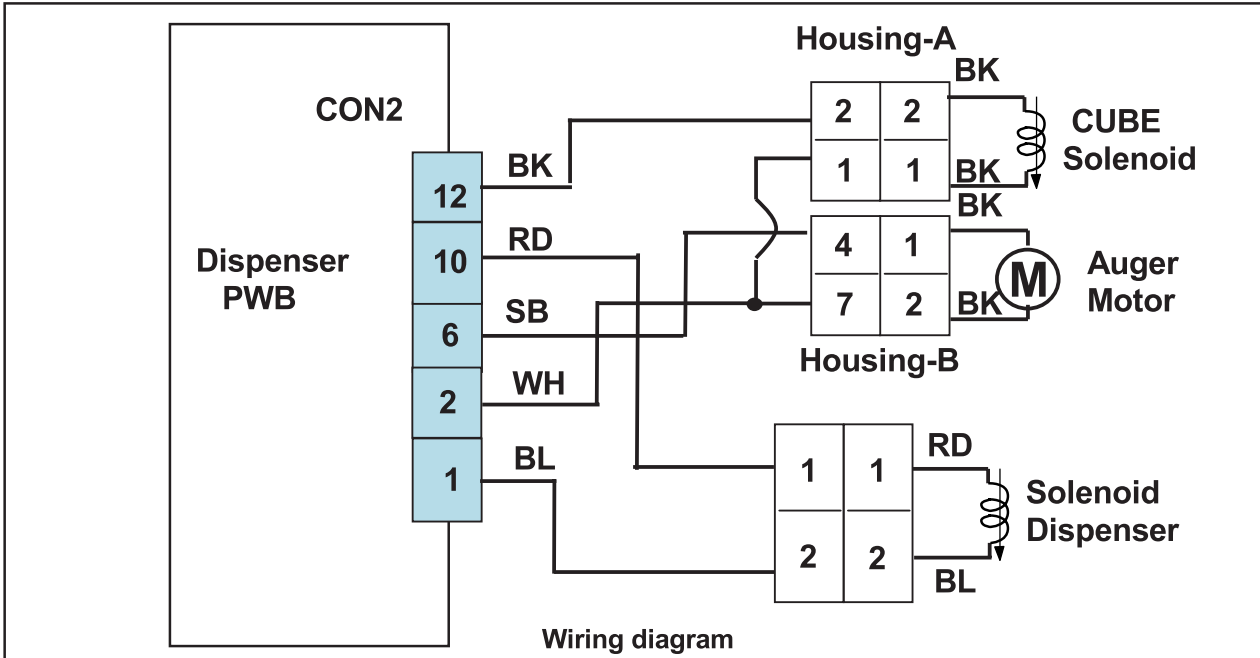 Housing-A
BK
CON2
2 2
CUBE
Solenoid
BK
1 1
BK
12
BK
RD
4 1
Dispenser
PWB
10
M
Auger
Motor
SB
7 2
BK
6
Housing-B
WH
2
BL
RD
1
1 1
Solenoid
Dispenser
2 2
BL
Wiring diagram